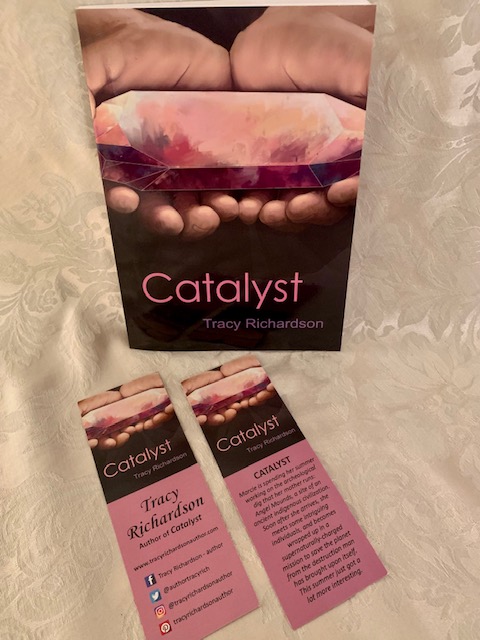 Catalyst
Tracy Richardson
Catalyst
Tracy Richardson
Tracy
Richardson
Author of Catalyst
www.tracyrichardsonauthor.com
Tracy Richardson - author
@authortracyrich
@tracyrichardsonauthor
tracyrichardsonauthor
Catalyst
Tracy Richardson
CATALYST
Marcie is spending her summer
working on the archeological
dig that her mother runs:
Angel Mounds, a site of an
ancient indigenous civilization.
Soon after she arrives, she
meets some intriguing
individuals, and becomes
wrapped up in a
supernaturally charged
mission to save the planet
from the destruction man
has brought upon itself.
This summer just got a
lot more interesting.